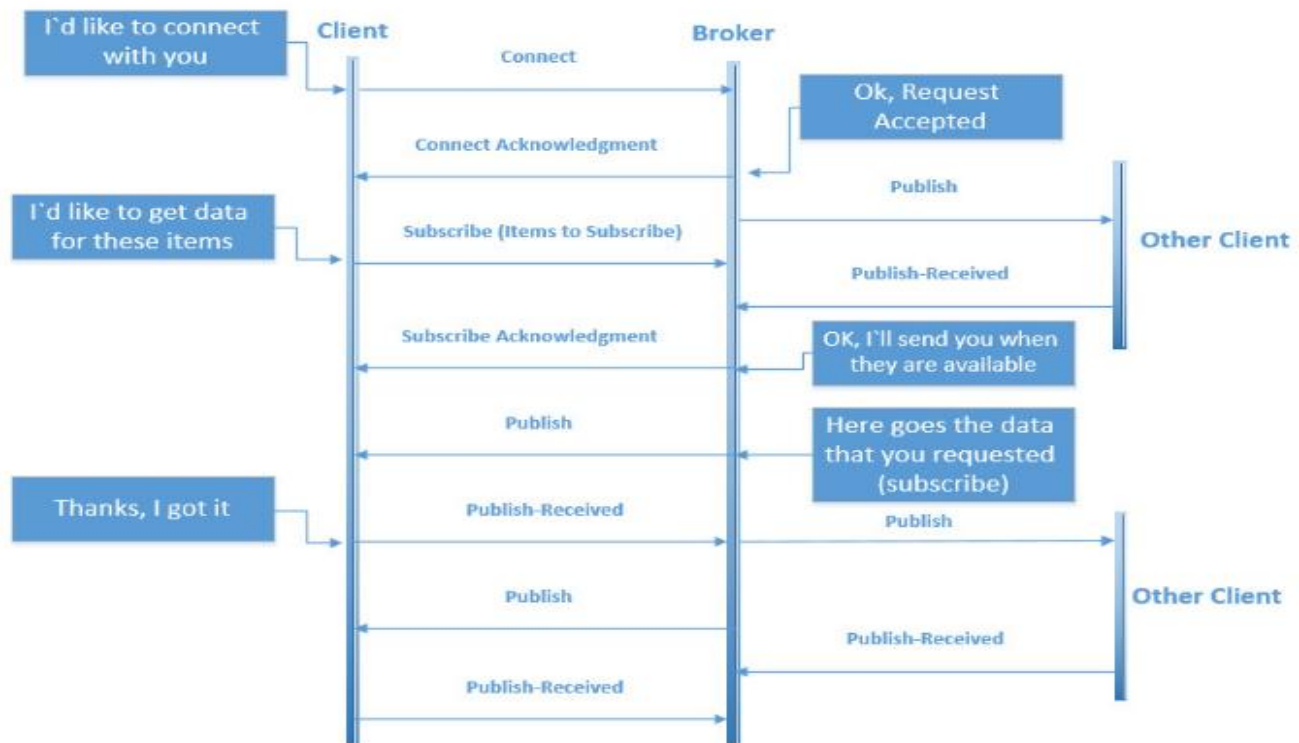 I`d like to connect
with you
Client
Broker
Connect
Ok, Request
Accepted
Connect Acknowledgment
Publish
I`d like to get data
for these items
Subscribe (Items to Subscribe)
Other Client
Publish-Received
Subscribe Acknowledgment
OK, I`ll send you when
they are available
Publish
Here goes the data
that you requested
(subscribe)
Thanks, I got it
Publish-Received
Publish
Publish
Other Client
Publish-Received
Publish-Received